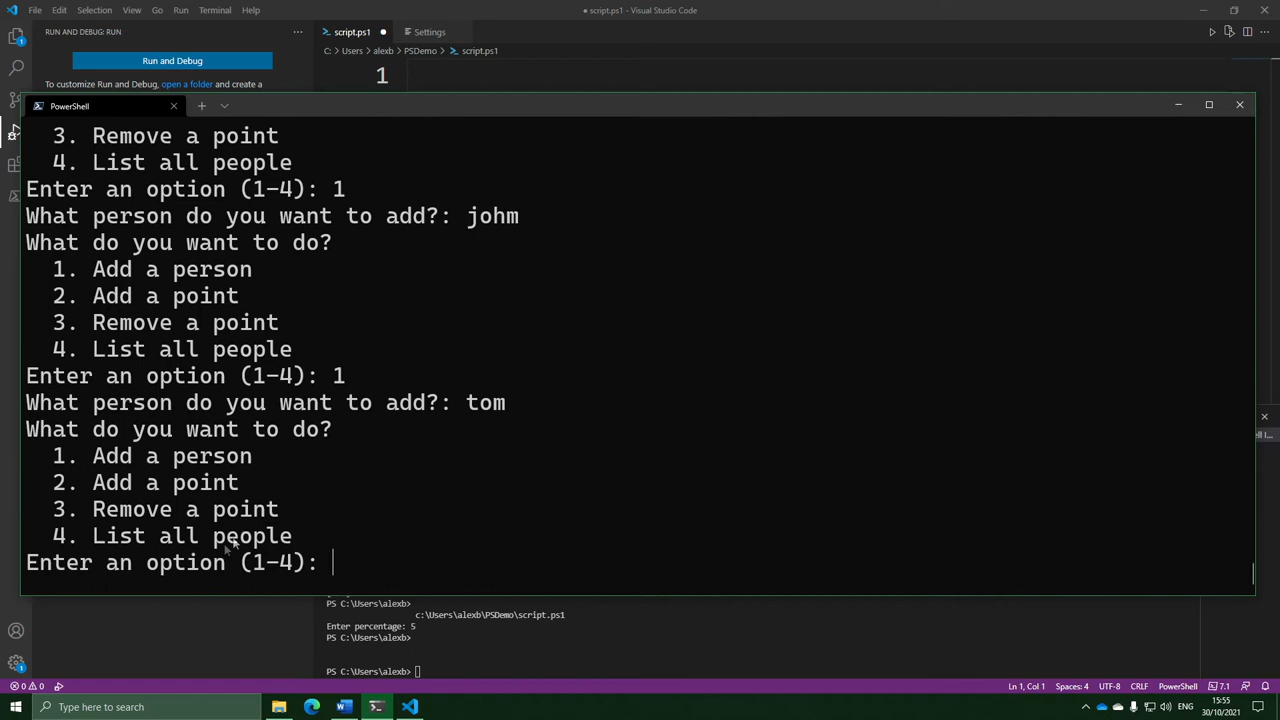 File Edit Selection View Go Run Terminal Help
● script.ps1 - Visual Studio Code
RUN AND DEBUG: RUN
script.ps1
Settings
Run and Debug
C: > Users > alexb > PSDemo > script.ps1
To customize Run and Debug, open a folder and create a
1
PowerShell
3. Remove a point
4. List all people
Enter an option (1-4): 1
What person do you want to add?: johm
What do you want to do?
1. Add a person
2. Add a point
3. Remove a point
4. List all people
Enter an option (1-4): 1
What person do you want to add?: tom
What do you want to do?
1. Add a person
2. Add a point
3. Remove a point
4. List all people
Enter an option (1-4):
PS C:\Users\alexb>
c:\Users\alexb\PSDemo\script.ps1
Enter percentage: 5
PS C:\Users\alexb>
PS C:\Users\alexb>
0 0
Ln 1, Col 1 Spaces: 4 UTF-8 CRLF PowerShell 7.1
Type here to search
ENG
15:55
30/10/2021